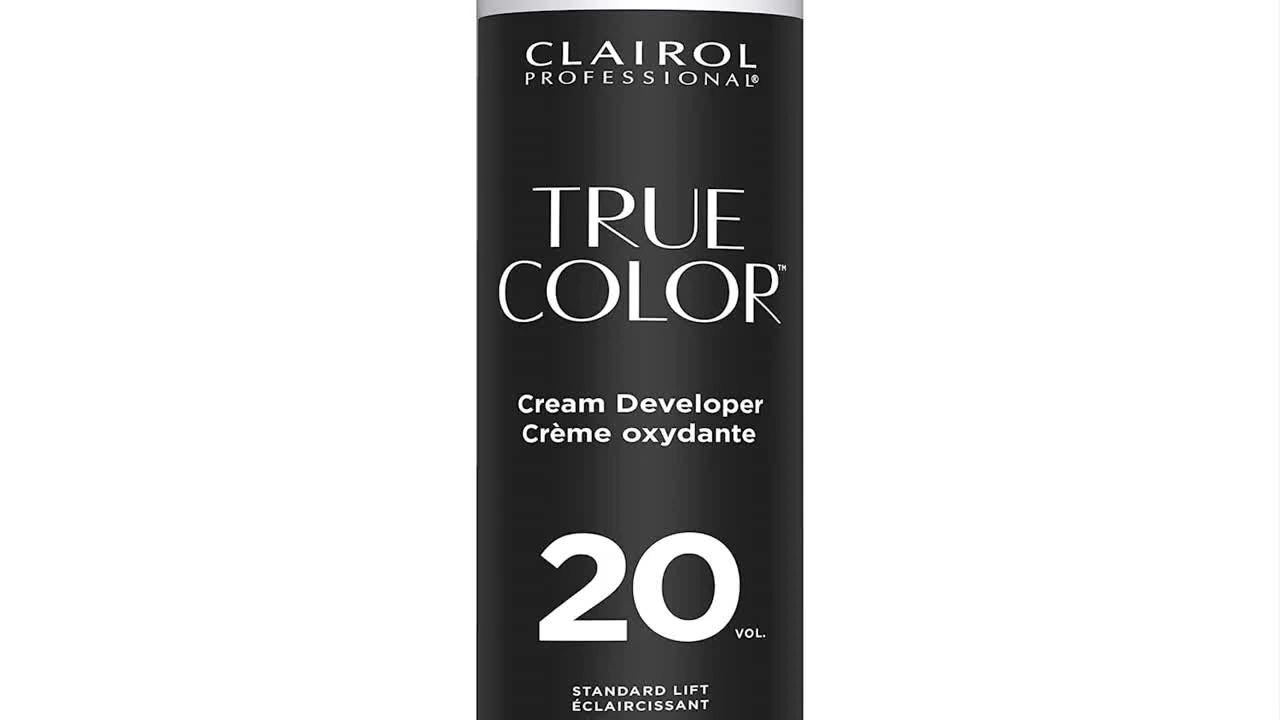 CLAIROL
PROFESSIONAL®
TRUE
COLOR™
Cream Developer
Crème oxydante
20 VOL.
STANDARD LIFT
ÉCLAIRCISSANT